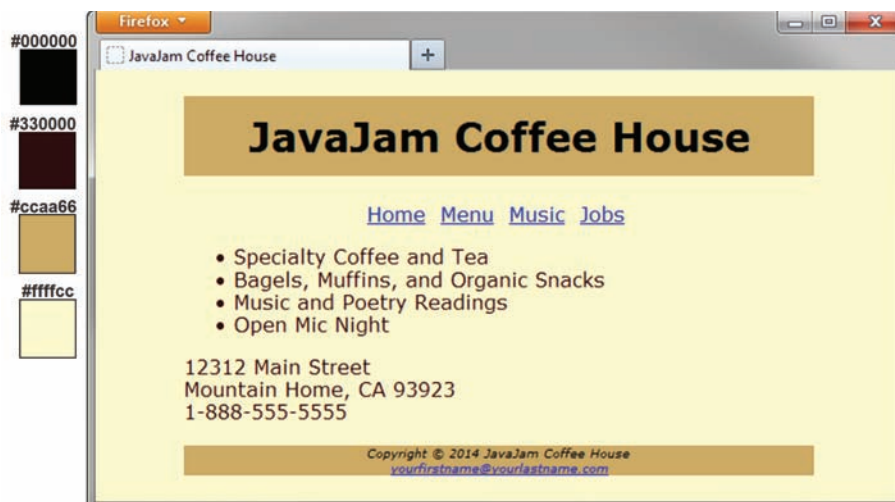 #000000
#330000
#ccaa66
#ffffcc
Firefox
JavaJam Coffee House
JavaJam Coffee House
Home Menu Music Jobs
• Specialty Coffee and Tea
• Bagels, Muffins, and Organic Snacks
• Music and Poetry Readings
• Open Mic Night
12312 Main Street
Mountain Home, CA 93923
1-888-555-5555
Copyright © 2014 JavaJam Coffee House
yourfirstname@yourlastname.com